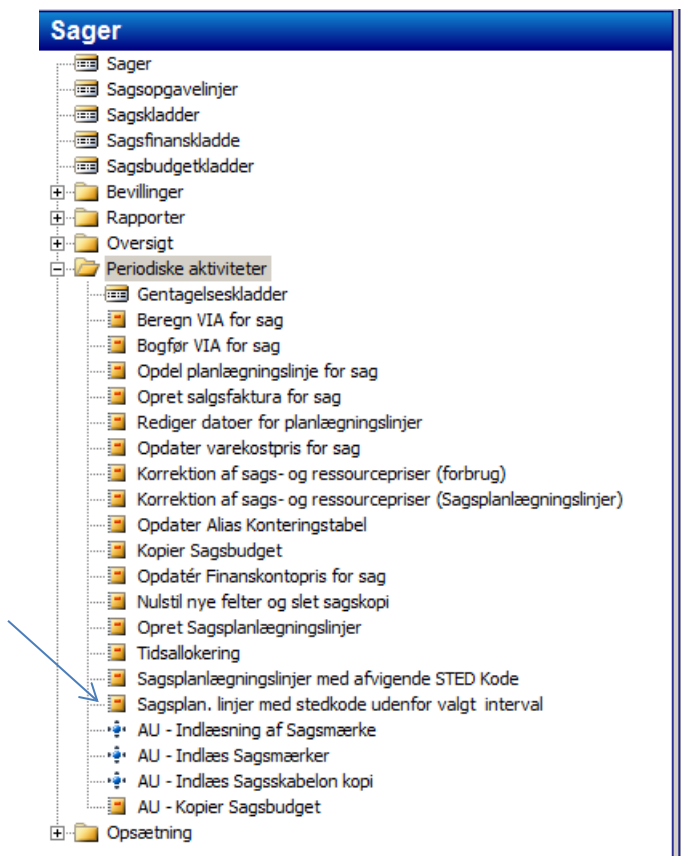 Sager
Sager
Sagsopgavelinjer
Sagskladder
Sagsfinanskladde
Sagsbudgetkladder
Bevillinger
Rapporter
Oversigt
Periodiske aktiviteter
Gentagelseskladder
Beregn VIA for sag
Bogfør VIA for sag
Opdel planlægningslinje for sag
Opret salgsfaktura for sag
Rediger datoer for planlægningslinjer
Opdater varekostpris for sag
Korrektion af sags- og ressourcepriser (forbrug)
Korrektion af sags- og ressourcepriser (Sagsplanlægningslinjer)
Opdater Alias Konteringstabel
Kopier Sagsbudget
Opdatér Finanskontopris for sag
Nulstil nye felter og slet sagskopi
Opret Sagsplanlægningslinjer
Tidsallokering
Sagsplanlægningslinjer med afvigende STED Kode
Sagsplan. linjer med stedkode udenfor valgt interval
AU - Indlæsning af Sagsmærke
AU - Indlæs Sagsmærker
AU - Indlæs Sagsskabelon kopi
AU - Kopier Sagsbudget
Opsætning